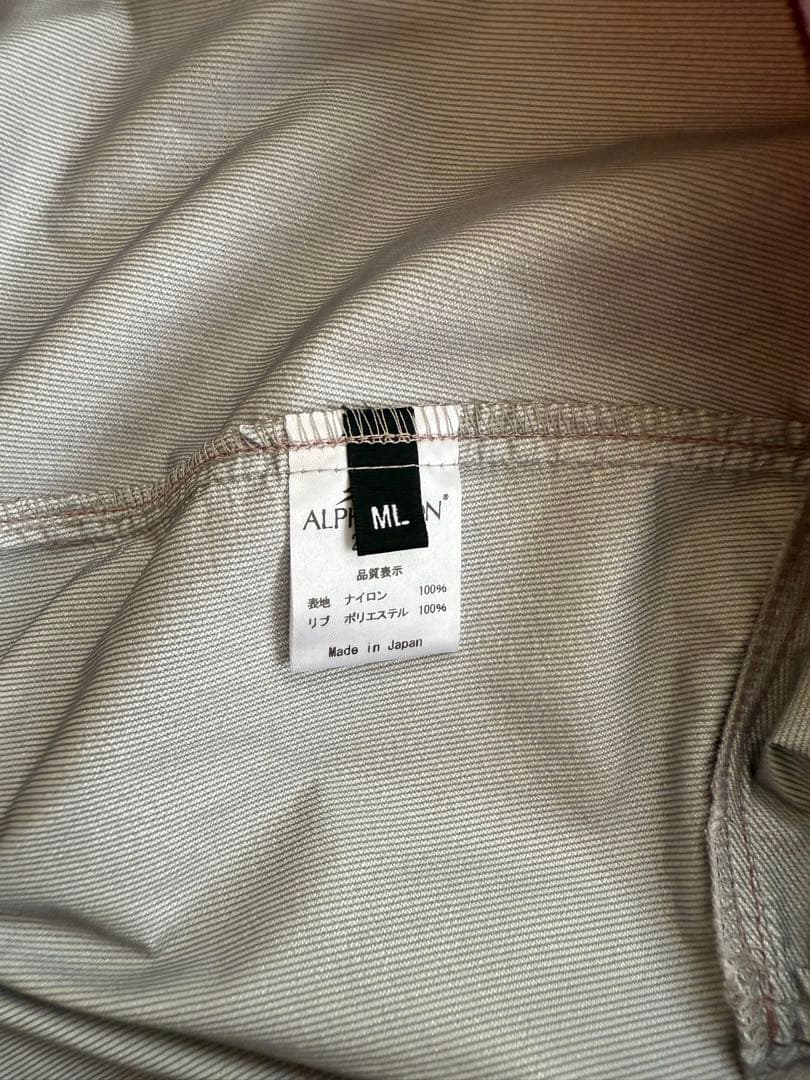 ML
品質表示
表地 ナイロン 100%
リブ ポリエステル 100%
Made in Japan